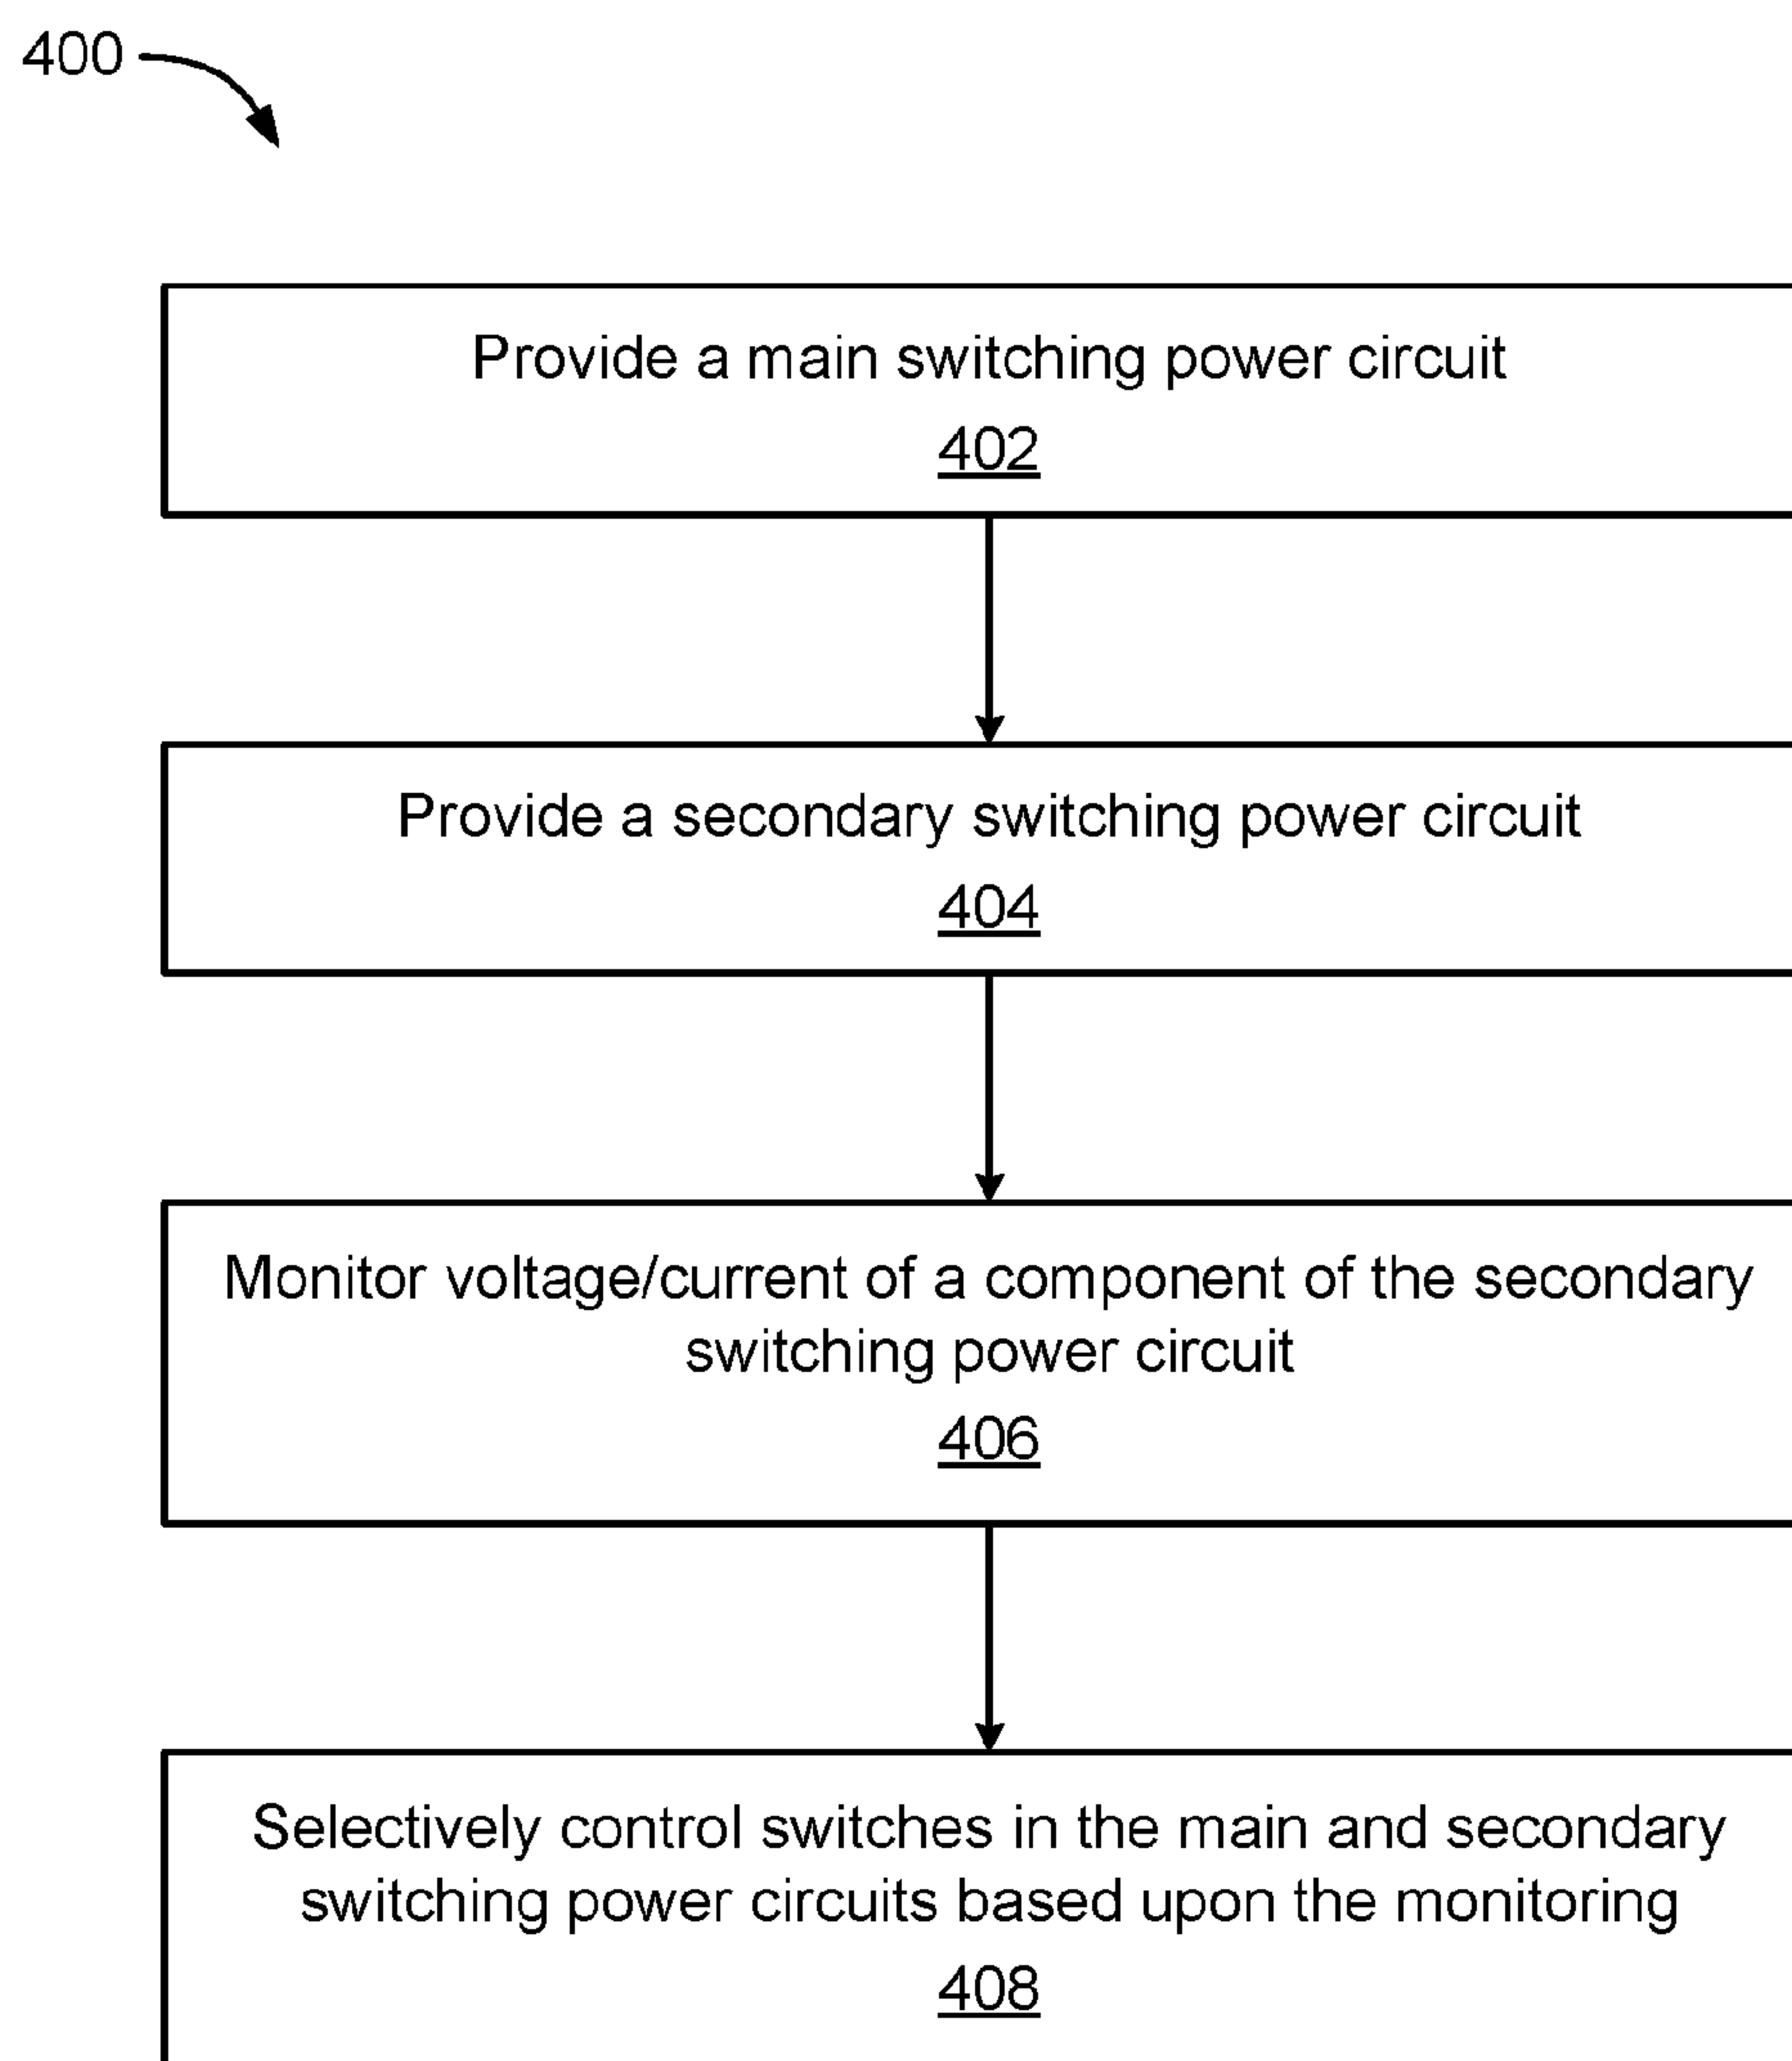 400
Provide a main switching power circuit
402
Provide a secondary switching power circuit
404
Monitor voltage/current of a component of the secondary
switching power circuit
406
Selectively control switches in the main and secondary
switching power circuits based upon the monitoring
408